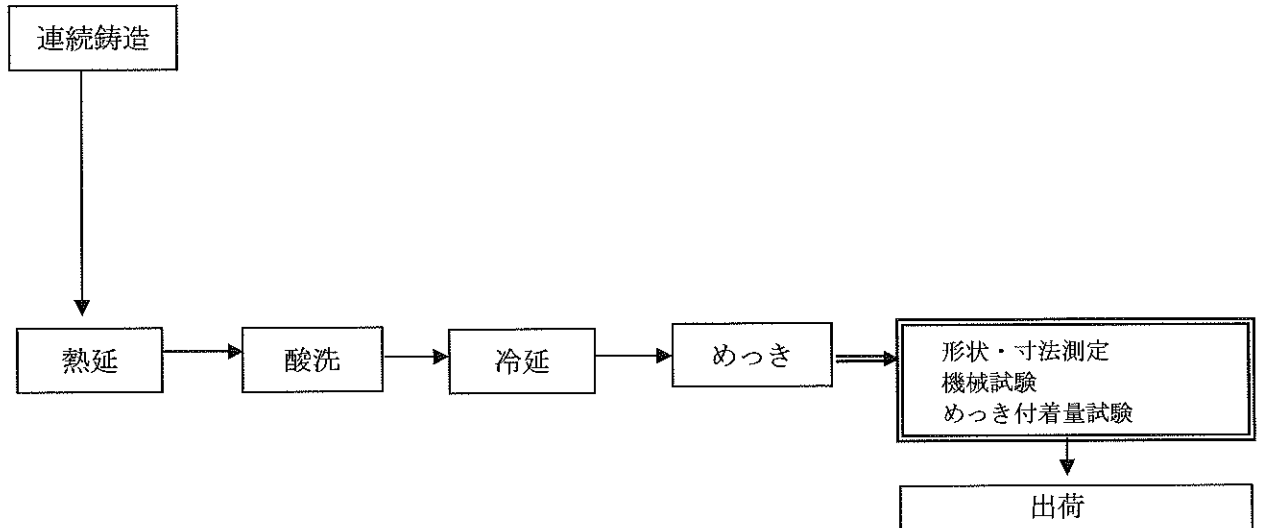 連続鋳造
熱延
酸洗
冷延
めっき
形状・寸法測定
機械試験
めっき付着量試験
出荷